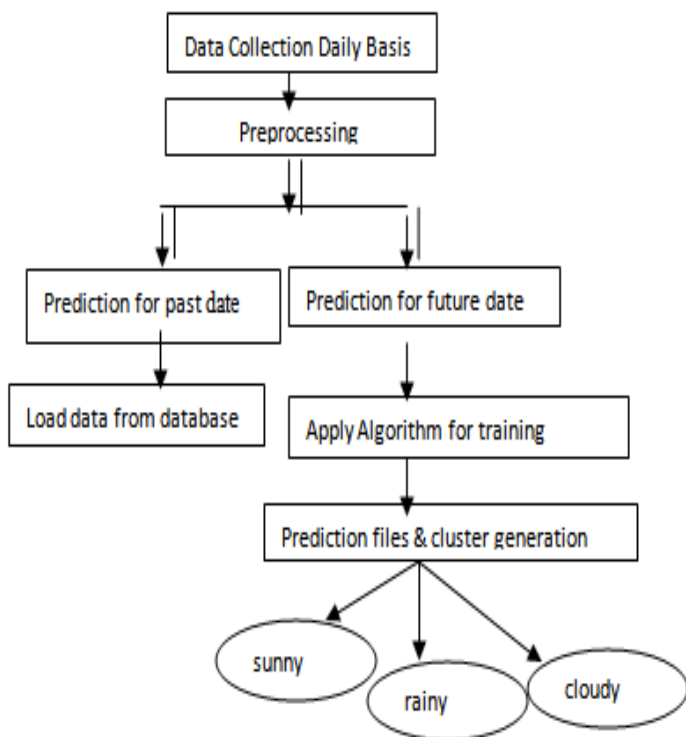 Data Collection Daily Basis
Preprocessing
Prediction for past date
Prediction for future date
Load data from database
Apply Algorithm for training
Prediction files & cluster generation
sunny
rainy
cloudy